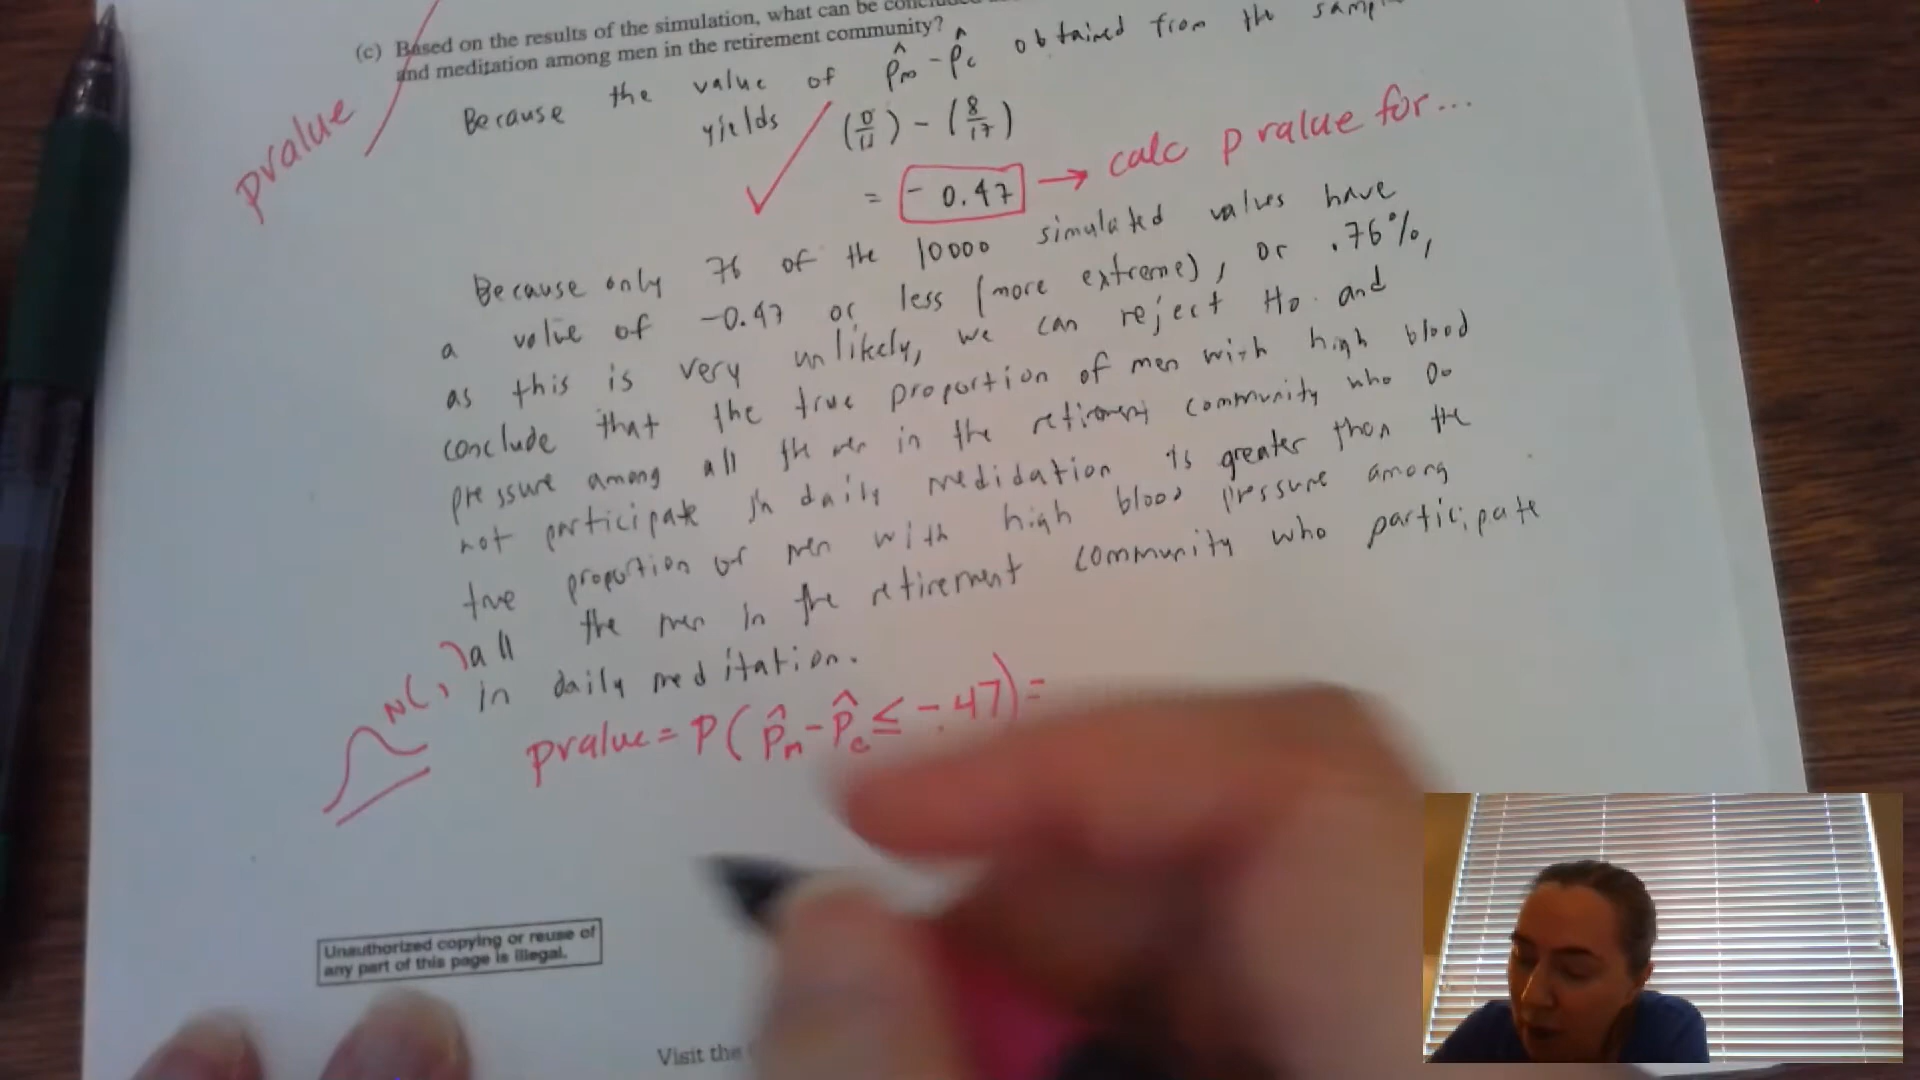 (c) Based on the results of the simulation, what can be
and meditation among men in the retirement community?
pvalue
Because the value of p̂m - p̂c obtained from the
yields (0/11) - (8/17)
= - 0.47 → calc pvalue for...
Because only 76 of the 10000 simulated values have
a value of -0.47 or less (more extreme), or .76%,
as this is very unlikely, we can reject Ho and
conclude that the true proportion of men with high blood
pressure among all the men in the retirement community who do
not participate in daily medidation is greater than the
true proportion of men with high blood pressure among
all the men in the retirement community who participate
in daily meditation.
N( , )
pvalue = P( p̂m - p̂c ≤ -.47) =
Unauthorized copying or reuse of
any part of this page is illegal.
Visit the